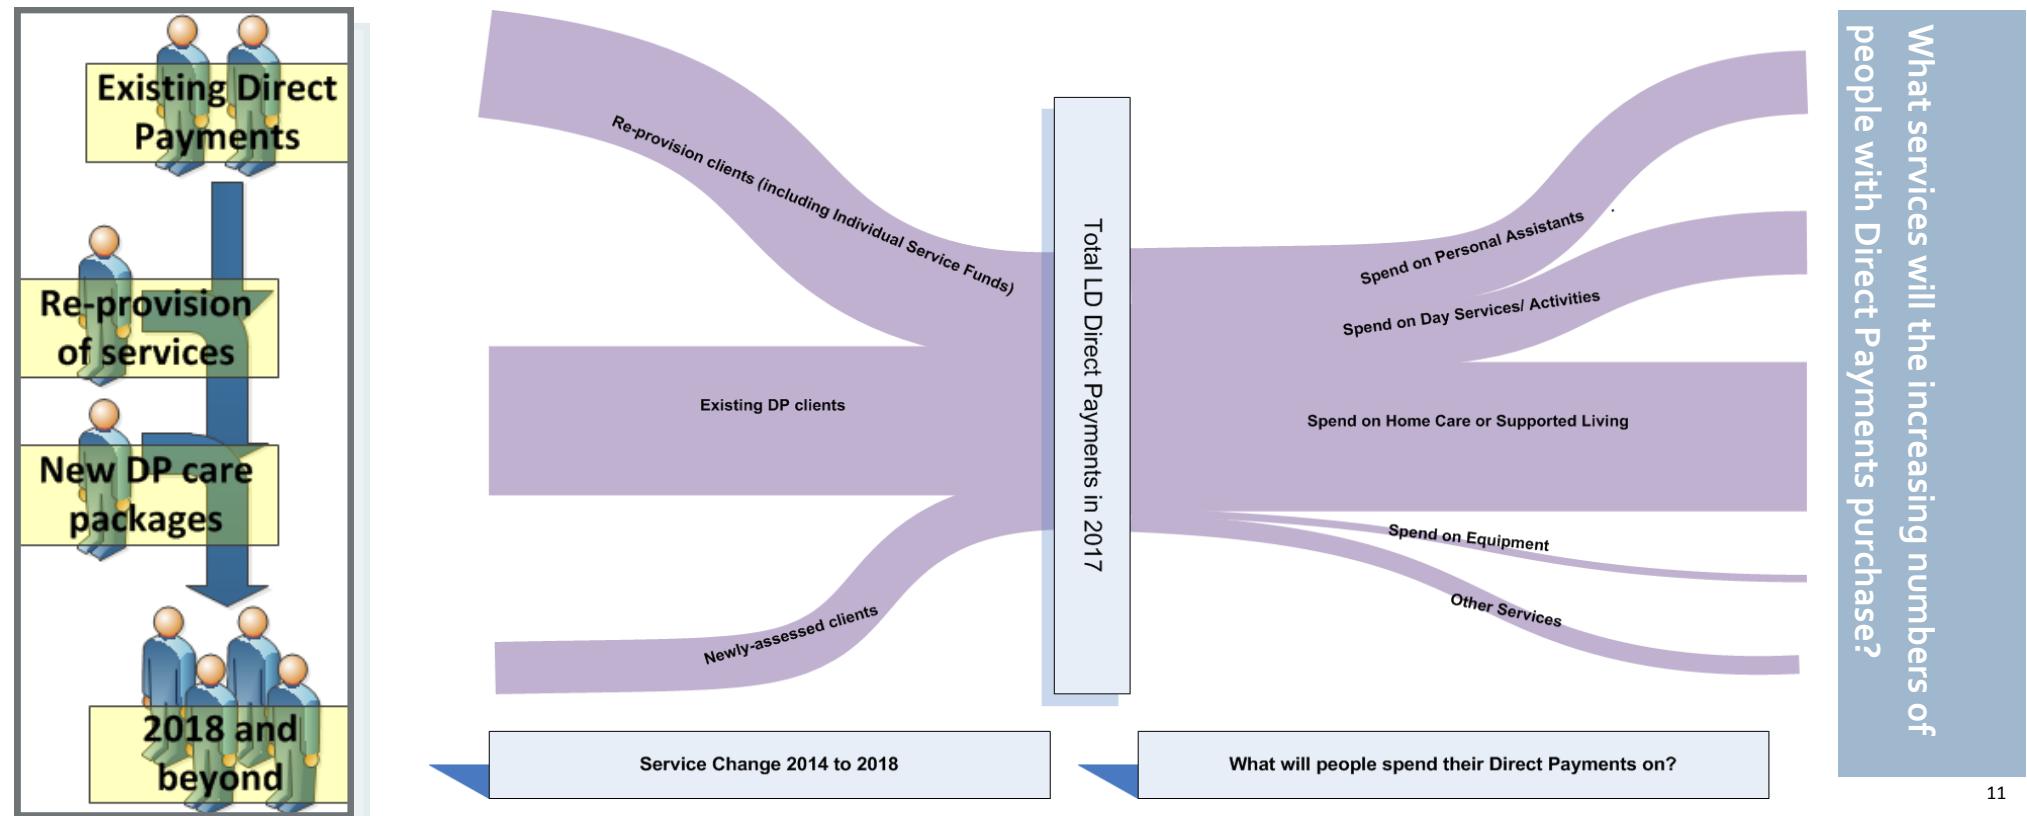 Existing Direct
Payments
Re-provision
of services
New DP care
packages
2018 and
beyond
Re-provision clients (including Individual Service Funds)
Existing DP clients
Newly-assessed clients
Total LD Direct Payments in 2017
Spend on Personal Assistants
Spend on Day Services/ Activities
Spend on Home Care or Supported Living
Spend on Equipment
Other Services
Service Change 2014 to 2018
What will people spend their Direct Payments on?
What services will the increasing numbers of
people with Direct Payments purchase?
11